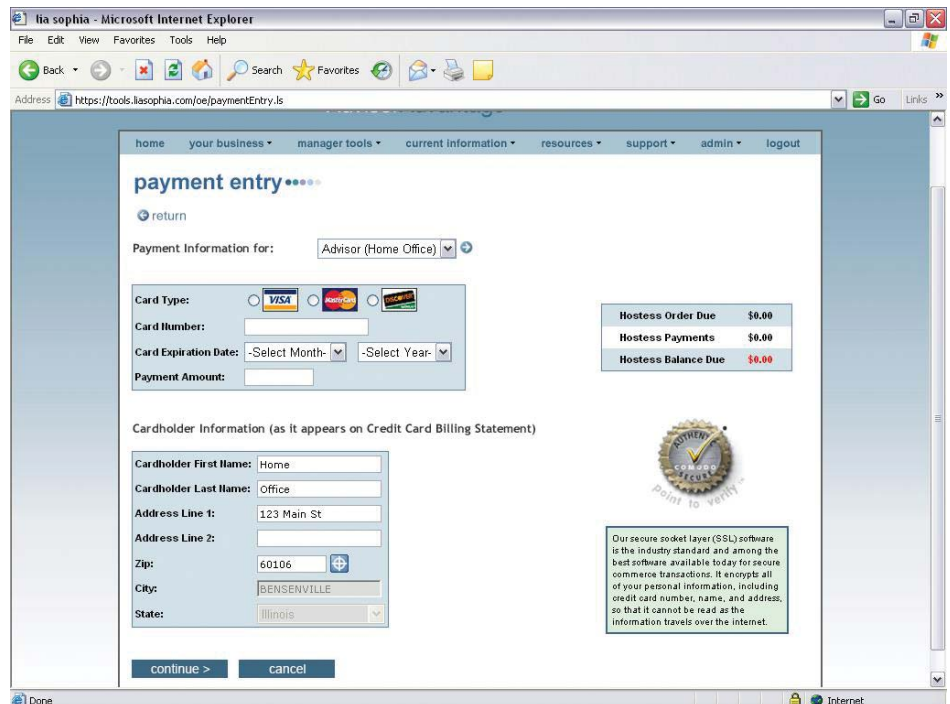 lia sophia - Microsoft Internet Explorer
File Edit View Favorites Tools Help
Back Search Favorites
Address https://tools.liasophia.com/oe/paymentEntry.ls Go Links »
home your business manager tools current information resources support admin logout
payment entry
return
Payment Information for: Advisor (Home Office)
Card Type: VISA MasterCard DISCOVER
Card Number:
Card Expiration Date: -Select Month- -Select Year-
Payment Amount:
Hostess Order Due $0.00
Hostess Payments $0.00
Hostess Balance Due $0.00
Cardholder Information (as it appears on Credit Card Billing Statement)
Cardholder First Name: Home
Cardholder Last Name: Office
Address Line 1: 123 Main St
Address Line 2:
Zip: 60106
City: BENSENVILLE
State: Illinois
AUTHENTIC
COMODO
SECURE
Point to verify
Our secure socket layer (SSL) software
is the industry standard and among the
best software available today for secure
commerce transactions. It encrypts all
of your personal information, including
credit card number, name, and address,
so that it cannot be read as the
information travels over the internet.
continue > cancel
Done Internet